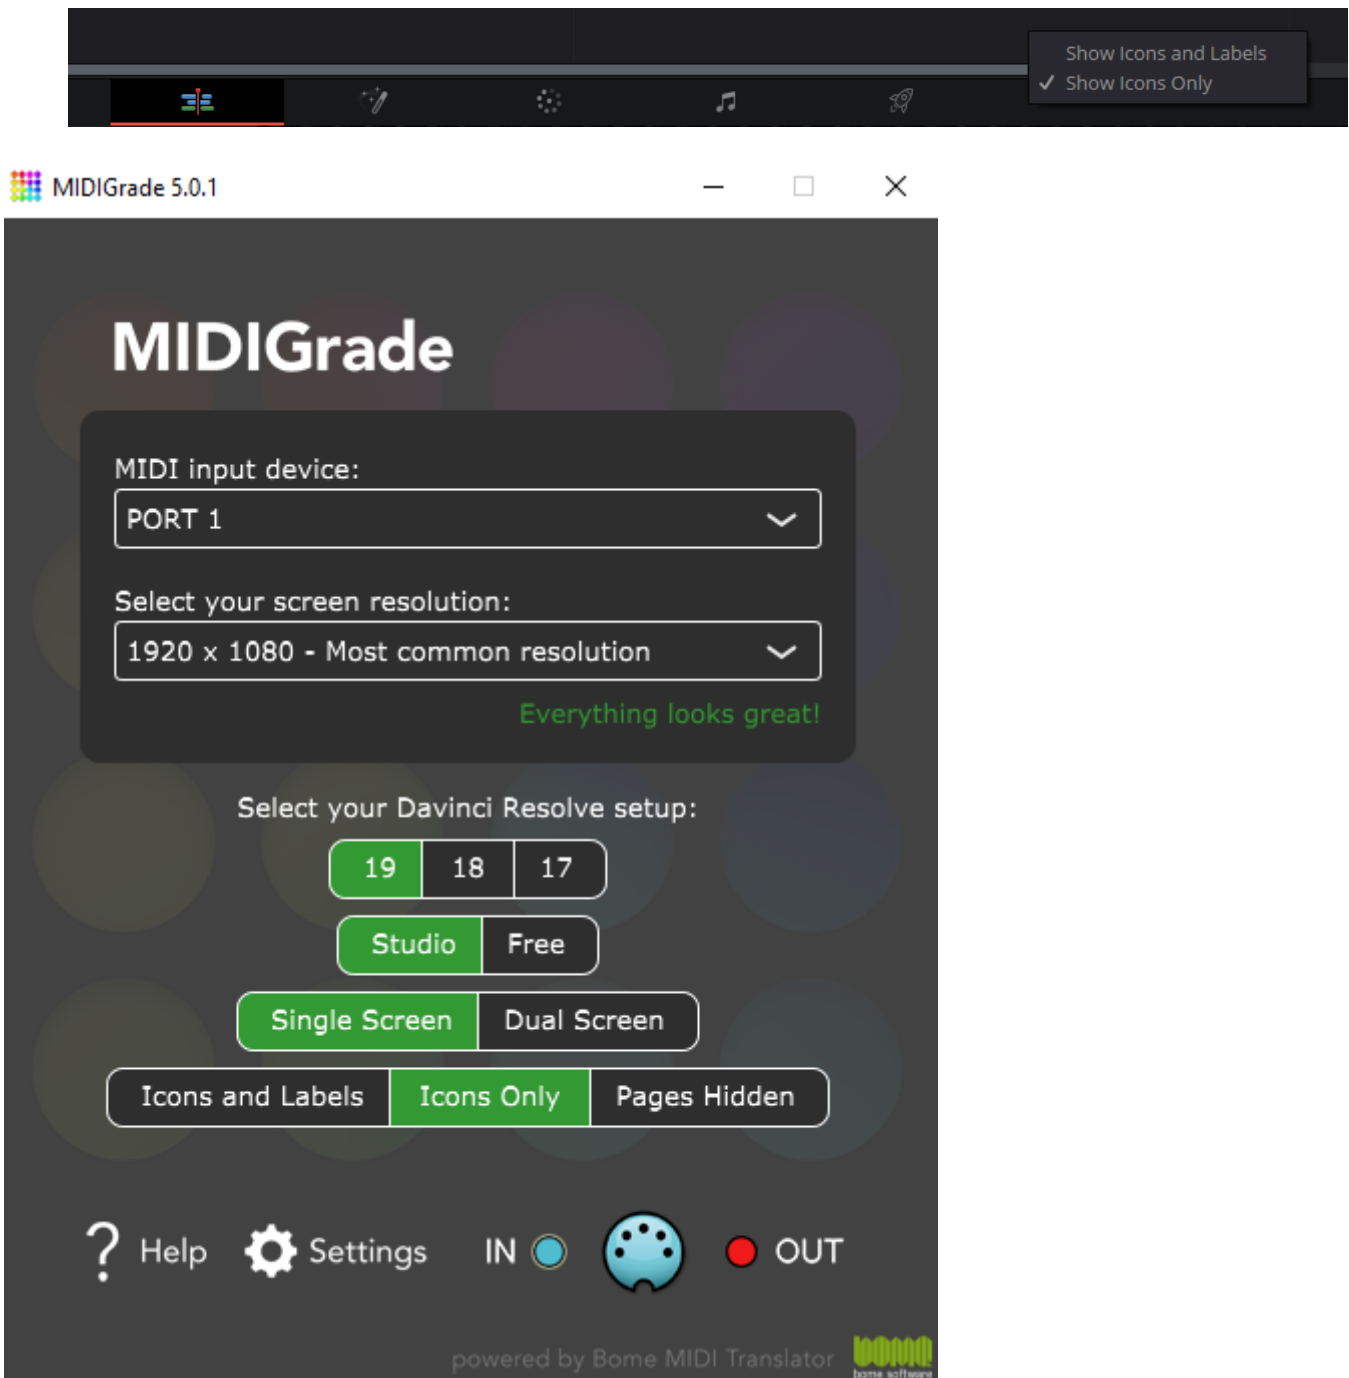 Show Icons and Labels
✓ Show Icons Only
MIDIGrade 5.0.1
MIDIGrade
MIDI input device:
PORT 1
Select your screen resolution:
1920 x 1080 - Most common resolution
Everything looks great!
Select your Davinci Resolve setup:
19 18 17
Studio Free
Single Screen Dual Screen
Icons and Labels Icons Only Pages Hidden
? Help Settings IN OUT
powered by Bome MIDI Translator
bome software